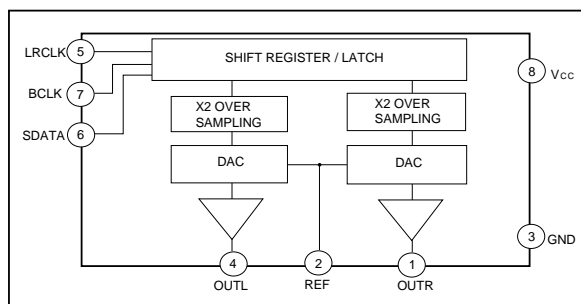 LRCLK 5
SHIFT REGISTER / LATCH
8 Vcc
BCLK 7
X2 OVER
SAMPLING
X2 OVER
SAMPLING
SDATA 6
DAC
DAC
3 GND
4
2
1
OUTL
REF
OUTR